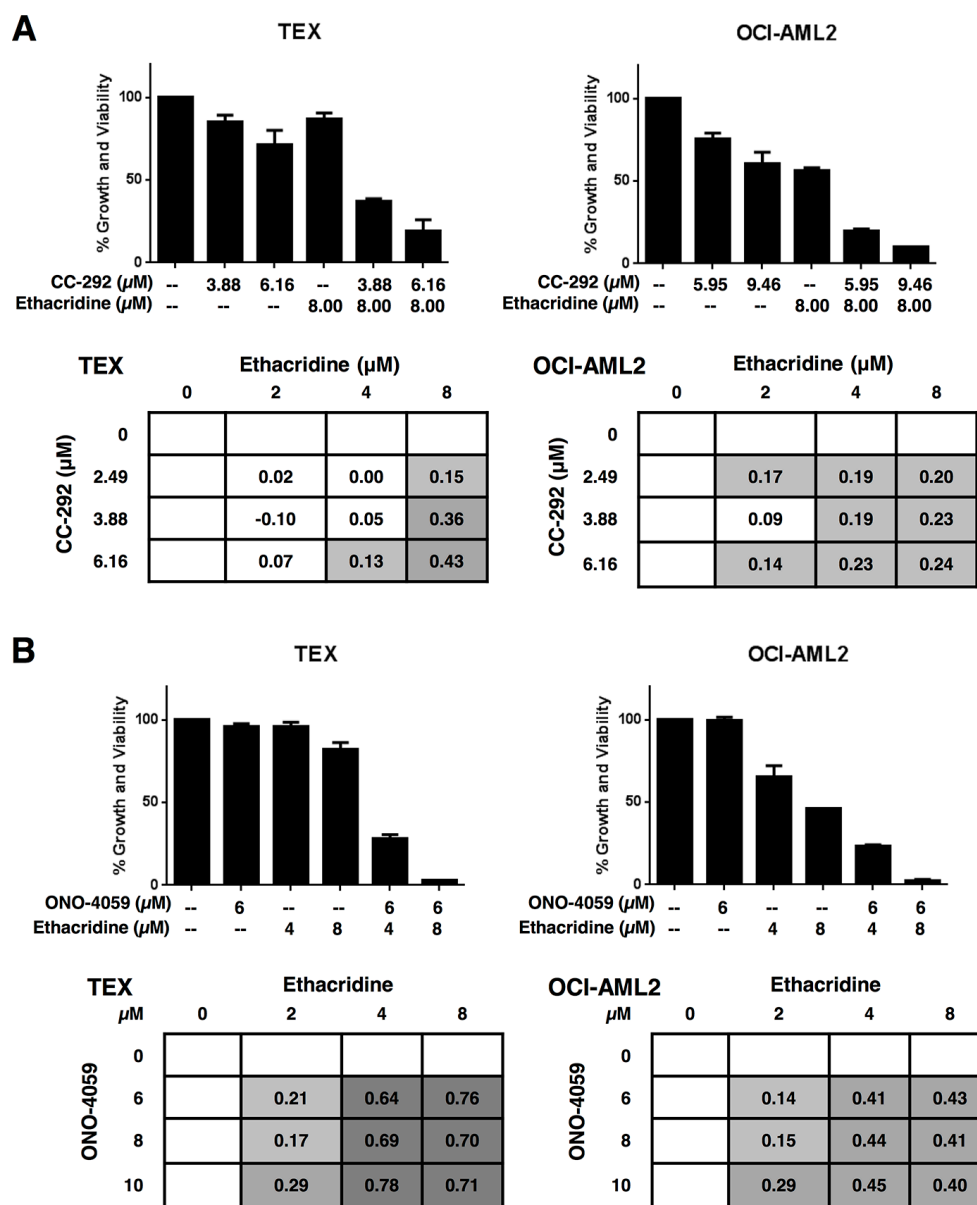 A
TEX
OCI-AML2
% Growth and Viability
100
50
0
CC-292 (µM) -- 3.88 6.16 -- 3.88 6.16
Ethacridine (µM) -- -- -- 8.00 8.00 8.00
% Growth and Viability
100
50
0
CC-292 (µM) -- 5.95 9.46 -- 5.95 9.46
Ethacridine (µM) -- -- -- 8.00 8.00 8.00
TEX
Ethacridine (µM)
0 2 4 8
CC-292 (µM)
0
2.49 0.02 0.00 0.15
3.88 -0.10 0.05 0.36
6.16 0.07 0.13 0.43
OCI-AML2
Ethacridine (µM)
0 2 4 8
CC-292 (µM)
0
2.49 0.17 0.19 0.20
3.88 0.09 0.19 0.23
6.16 0.14 0.23 0.24
B
TEX
OCI-AML2
% Growth and Viability
100
50
0
ONO-4059 (µM) -- 6 -- -- 6 6
Ethacridine (µM) -- -- 4 8 4 8
% Growth and Viability
100
50
0
ONO-4059 (µM) -- 6 -- -- 6 6
Ethacridine (µM) -- -- 4 8 4 8
TEX
Ethacridine
µM 0 2 4 8
ONO-4059
0
6 0.21 0.64 0.76
8 0.17 0.69 0.70
10 0.29 0.78 0.71
OCI-AML2
Ethacridine
µM 0 2 4 8
ONO-4059
0
6 0.14 0.41 0.43
8 0.15 0.44 0.41
10 0.29 0.45 0.40